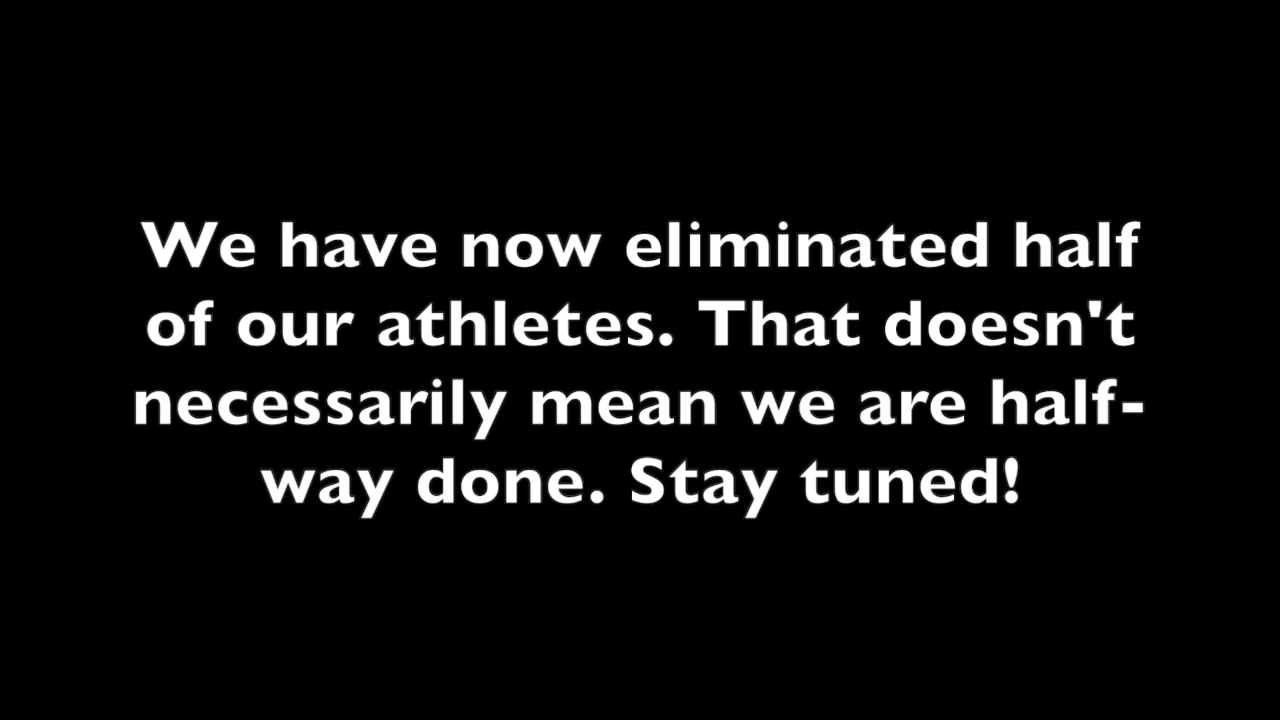 We have now eliminated half
of our athletes. That doesn't
necessarily mean we are half-
way done. Stay tuned!